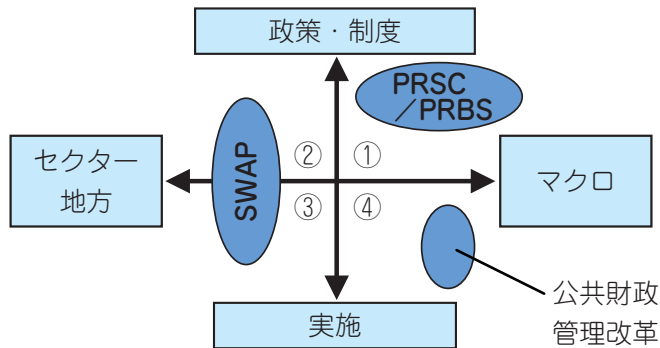 政策・制度
PRSC
／PRBS
セクター
地方
SWAP
② ①
③ ④
マクロ
実施
公共財政
管理改革